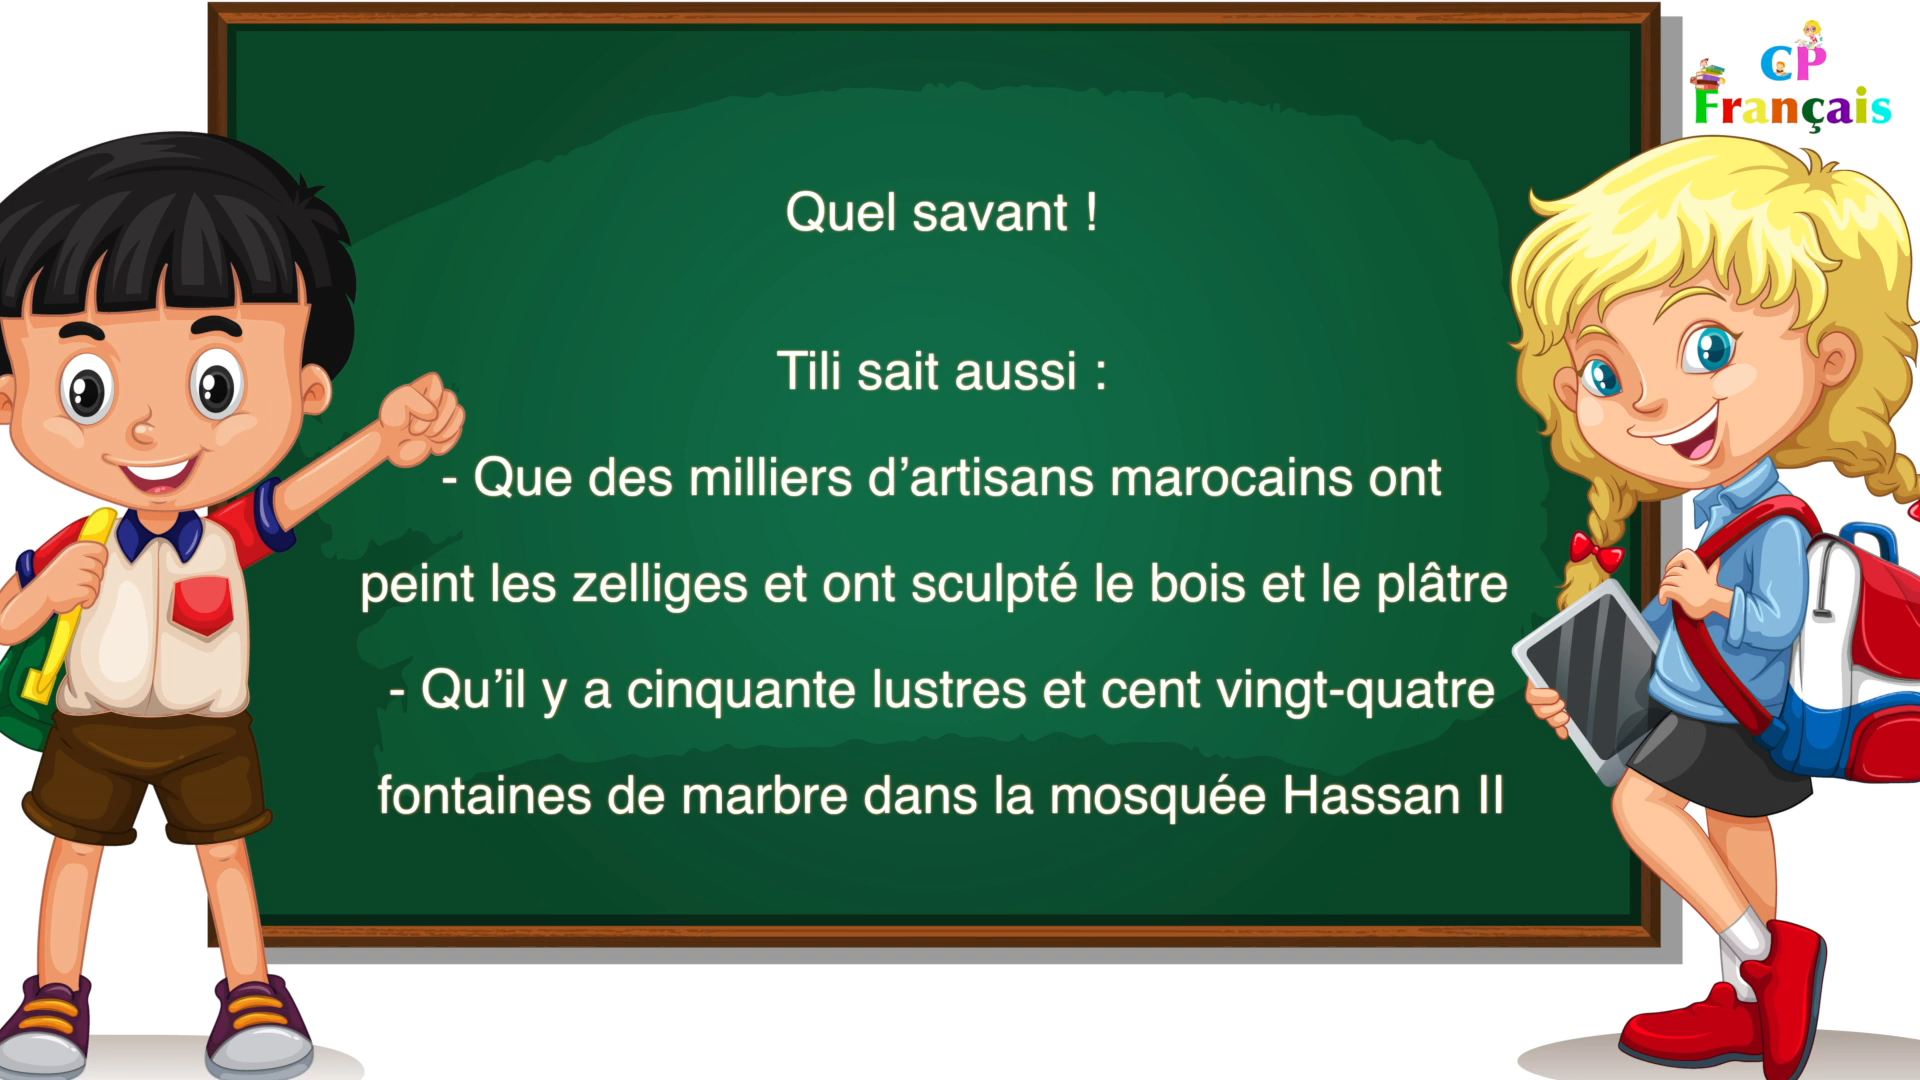 CP
Français
Quel savant !
Tili sait aussi :
- Que des milliers d’artisans marocains ont
peint les zelliges et ont sculpté le bois et le plâtre
- Qu’il y a cinquante lustres et cent vingt-quatre
fontaines de marbre dans la mosquée Hassan II